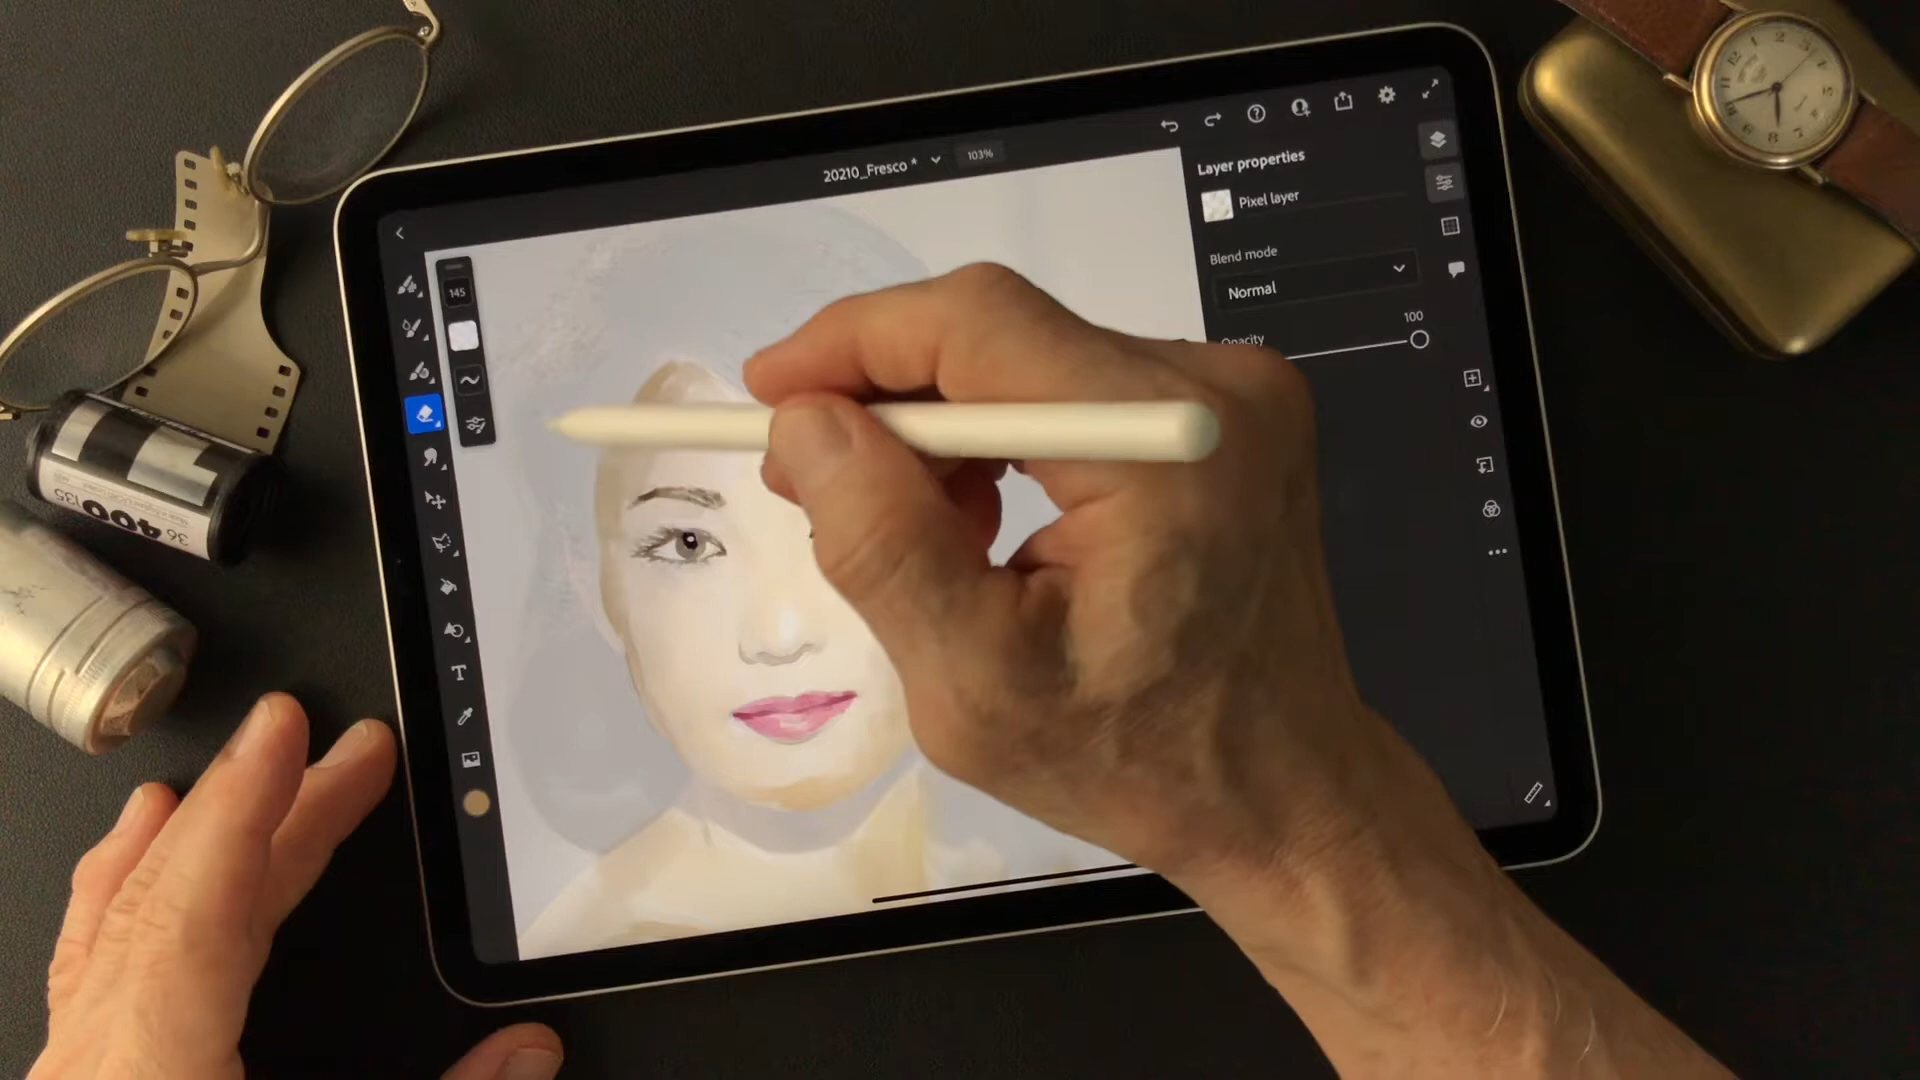 20210_Fresco *
103%
Layer properties
Pixel layer
Blend mode
Normal
Opacity
100
145
T
400
36
135